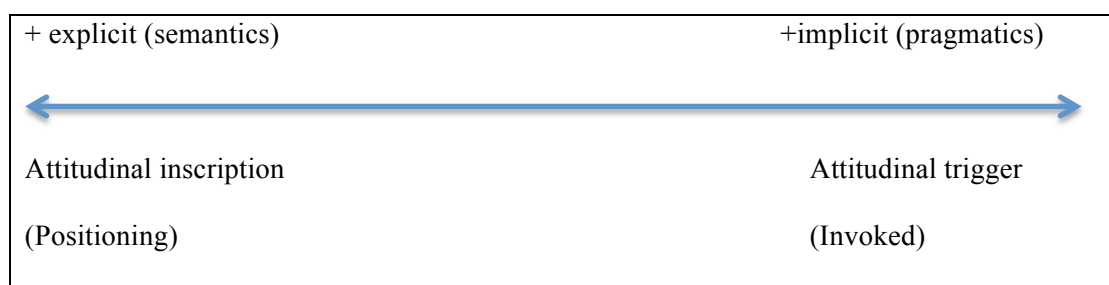 + explicit (semantics) +implicit (pragmatics)
Attitudinal inscription Attitudinal trigger
(Positioning) (Invoked)